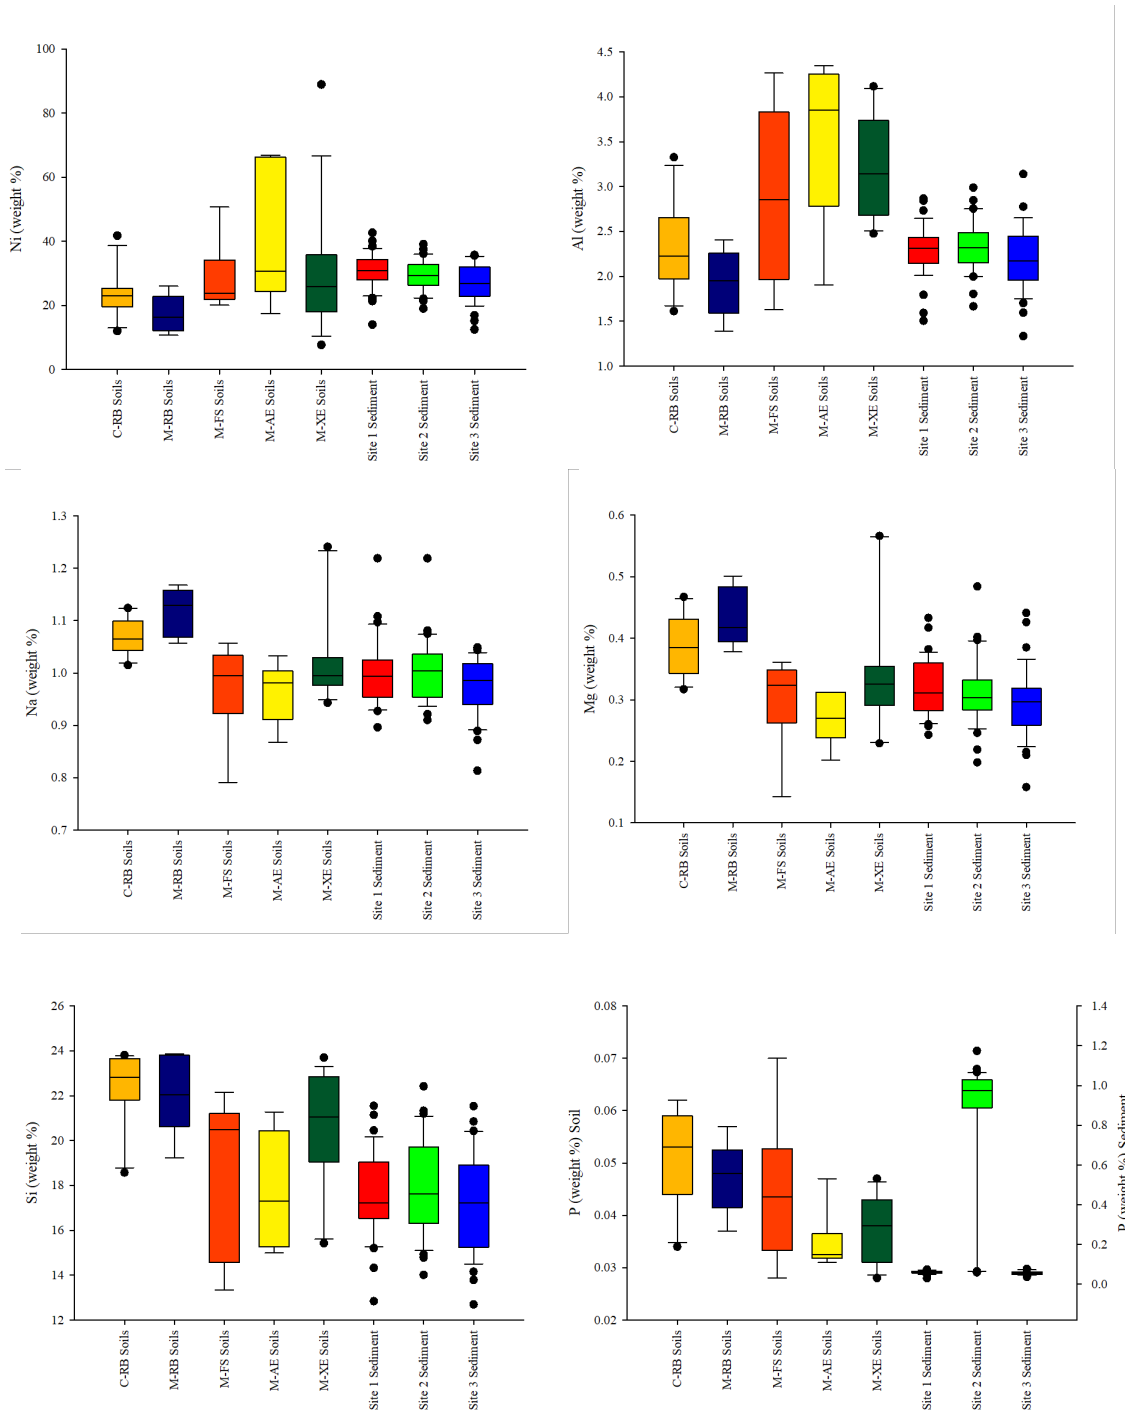 100
80
60
40
20
0
Ni (weight %)
C-RB Soils
M-RB Soils
M-FS Soils
M-AE Soils
M-XE Soils
Site 1 Sediment
Site 2 Sediment
Site 3 Sediment
4.5
4.0
3.5
3.0
2.5
2.0
1.5
1.0
Al (weight %)
C-RB Soils
M-RB Soils
M-FS Soils
M-AE Soils
M-XE Soils
Site 1 Sediment
Site 2 Sediment
Site 3 Sediment
1.3
1.2
1.1
1.0
0.9
0.8
0.7
Na (weight %)
C-RB Soils
M-RB Soils
M-FS Soils
M-AE Soils
M-XE Soils
Site 1 Sediment
Site 2 Sediment
Site 3 Sediment
0.6
0.5
0.4
0.3
0.2
0.1
Mg (weight %)
C-RB Soils
M-RB Soils
M-FS Soils
M-AE Soils
M-XE Soils
Site 1 Sediment
Site 2 Sediment
Site 3 Sediment
26
24
22
20
18
16
14
12
Si (weight %)
C-RB Soils
M-RB Soils
M-FS Soils
M-AE Soils
M-XE Soils
Site 1 Sediment
Site 2 Sediment
Site 3 Sediment
0.08
0.07
0.06
0.05
0.04
0.03
0.02
P (weight %) Soil
1.4
1.2
1.0
0.8
0.6
0.4
0.2
0.0
P (weight %) Sediment
C-RB Soils
M-RB Soils
M-FS Soils
M-AE Soils
M-XE Soils
Site 1 Sediment
Site 2 Sediment
Site 3 Sediment